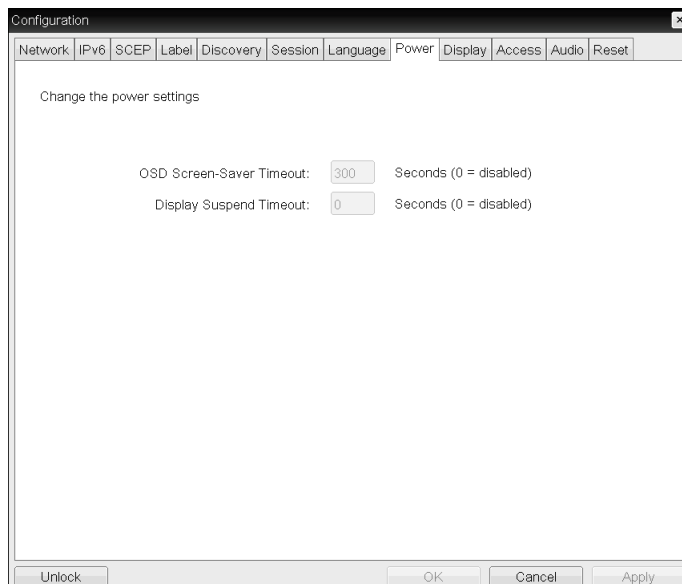 Configuration
Network IPv6 SCEP Label Discovery Session Language Power Display Access Audio Reset
Change the power settings
OSD Screen-Saver Timeout: 300 Seconds (0 = disabled)
Display Suspend Timeout: 0 Seconds (0 = disabled)
Unlock OK Cancel Apply